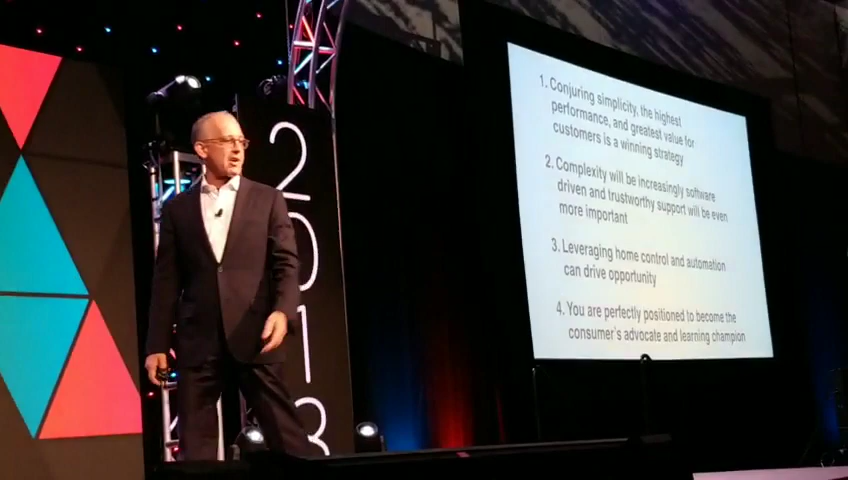 2013
1. Conjuring simplicity, the highest
performance, and greatest value for
customers is a winning strategy
2. Complexity will be increasingly software
driven and trustworthy support will be even
more important
3. Leveraging home control and automation
can drive opportunity
4. You are perfectly positioned to become the
consumer's advocate and learning champion